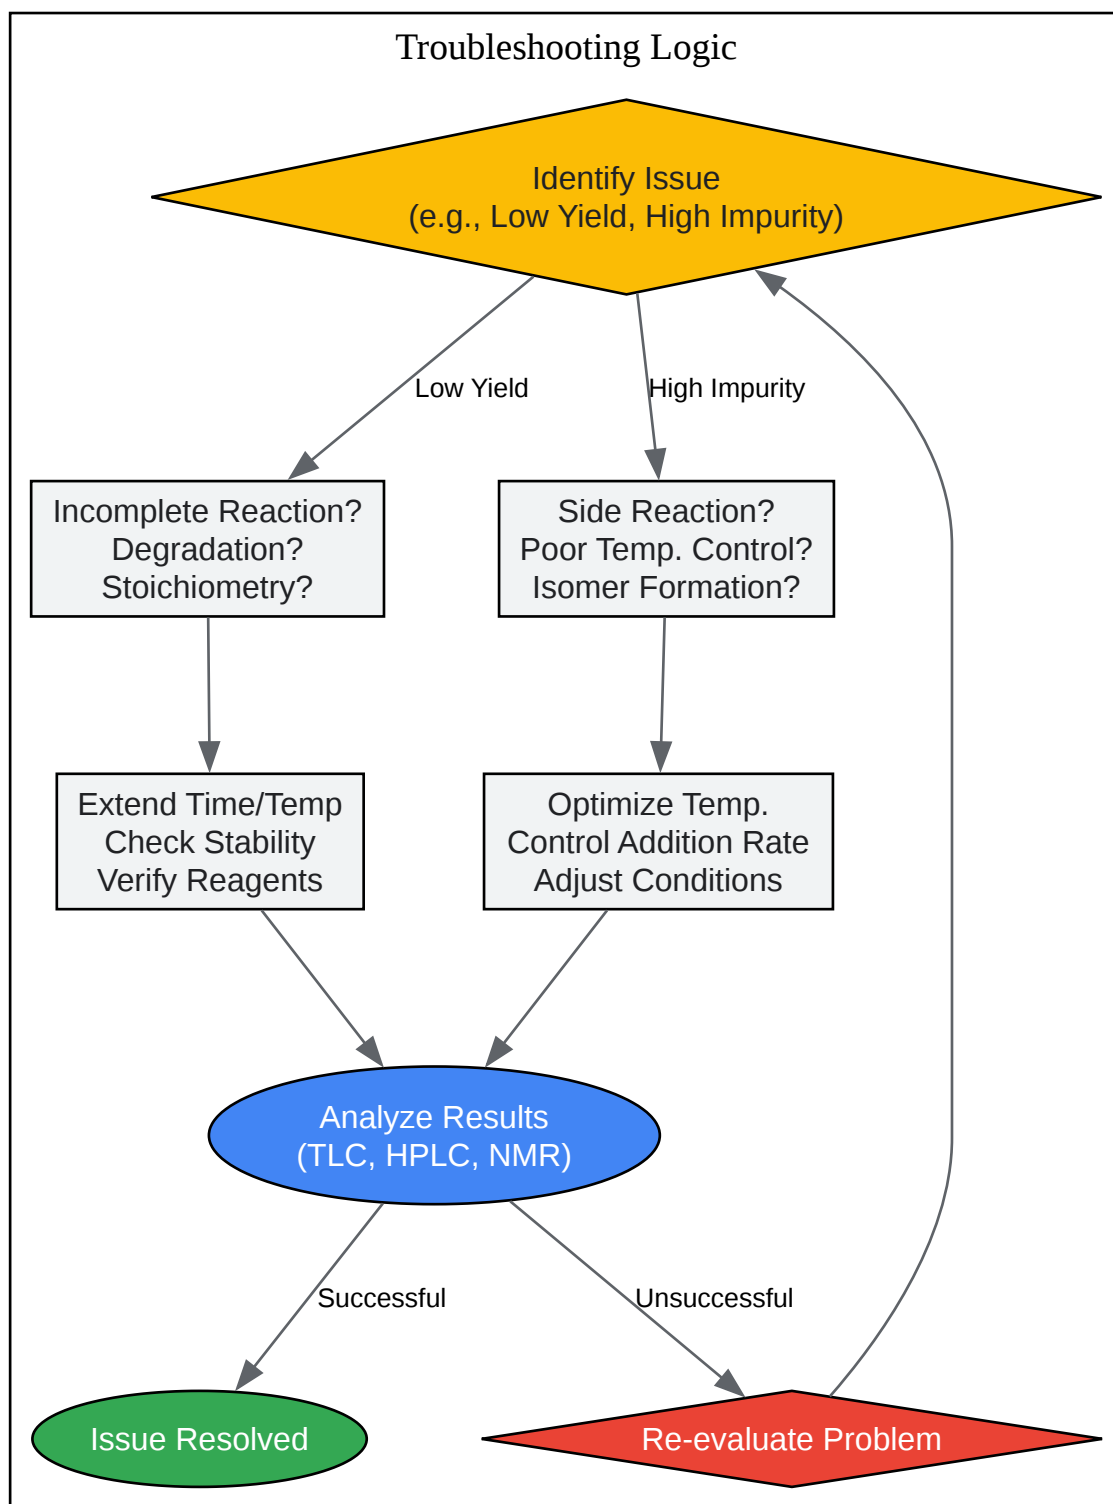 Troubleshooting Logic
Identify Issue
(e.g., Low Yield, High Impurity)
Low Yield
High Impurity
Incomplete Reaction?
Degradation?
Stoichiometry?
Side Reaction?
Poor Temp. Control?
Isomer Formation?
Extend Time/Temp
Check Stability
Verify Reagents
Optimize Temp.
Control Addition Rate
Adjust Conditions
Analyze Results
(TLC, HPLC, NMR)
Successful
Unsuccessful
Issue Resolved
Re-evaluate Problem